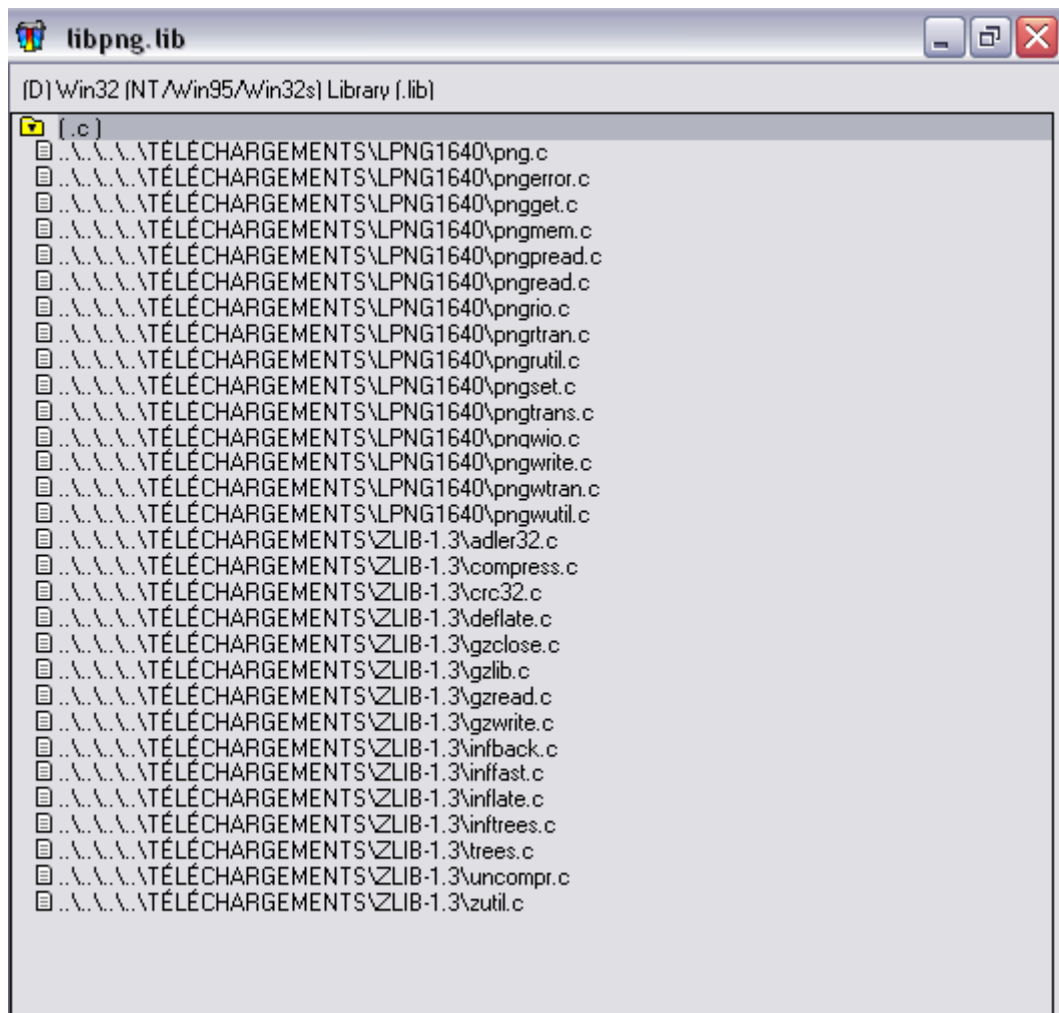 libpng.lib
(D) Win32 (NT/Win95/Win32s) Library (.lib)
( .c )
..\..\..\..\TÉLÉCHARGEMENTS\LPNG1640\png.c
..\..\..\..\TÉLÉCHARGEMENTS\LPNG1640\pngerror.c
..\..\..\..\TÉLÉCHARGEMENTS\LPNG1640\pngget.c
..\..\..\..\TÉLÉCHARGEMENTS\LPNG1640\pngmem.c
..\..\..\..\TÉLÉCHARGEMENTS\LPNG1640\pngpread.c
..\..\..\..\TÉLÉCHARGEMENTS\LPNG1640\pngread.c
..\..\..\..\TÉLÉCHARGEMENTS\LPNG1640\pngrio.c
..\..\..\..\TÉLÉCHARGEMENTS\LPNG1640\pngrtran.c
..\..\..\..\TÉLÉCHARGEMENTS\LPNG1640\pngrutil.c
..\..\..\..\TÉLÉCHARGEMENTS\LPNG1640\pngset.c
..\..\..\..\TÉLÉCHARGEMENTS\LPNG1640\pngtrans.c
..\..\..\..\TÉLÉCHARGEMENTS\LPNG1640\pngwio.c
..\..\..\..\TÉLÉCHARGEMENTS\LPNG1640\pngwrite.c
..\..\..\..\TÉLÉCHARGEMENTS\LPNG1640\pngwtran.c
..\..\..\..\TÉLÉCHARGEMENTS\LPNG1640\pngwutil.c
..\..\..\..\TÉLÉCHARGEMENTS\ZLIB-1.3\adler32.c
..\..\..\..\TÉLÉCHARGEMENTS\ZLIB-1.3\compress.c
..\..\..\..\TÉLÉCHARGEMENTS\ZLIB-1.3\crc32.c
..\..\..\..\TÉLÉCHARGEMENTS\ZLIB-1.3\deflate.c
..\..\..\..\TÉLÉCHARGEMENTS\ZLIB-1.3\gzclose.c
..\..\..\..\TÉLÉCHARGEMENTS\ZLIB-1.3\gzlib.c
..\..\..\..\TÉLÉCHARGEMENTS\ZLIB-1.3\gzread.c
..\..\..\..\TÉLÉCHARGEMENTS\ZLIB-1.3\gzwrite.c
..\..\..\..\TÉLÉCHARGEMENTS\ZLIB-1.3\infback.c
..\..\..\..\TÉLÉCHARGEMENTS\ZLIB-1.3\inffast.c
..\..\..\..\TÉLÉCHARGEMENTS\ZLIB-1.3\inflate.c
..\..\..\..\TÉLÉCHARGEMENTS\ZLIB-1.3\inftrees.c
..\..\..\..\TÉLÉCHARGEMENTS\ZLIB-1.3\trees.c
..\..\..\..\TÉLÉCHARGEMENTS\ZLIB-1.3\uncompr.c
..\..\..\..\TÉLÉCHARGEMENTS\ZLIB-1.3\zutil.c